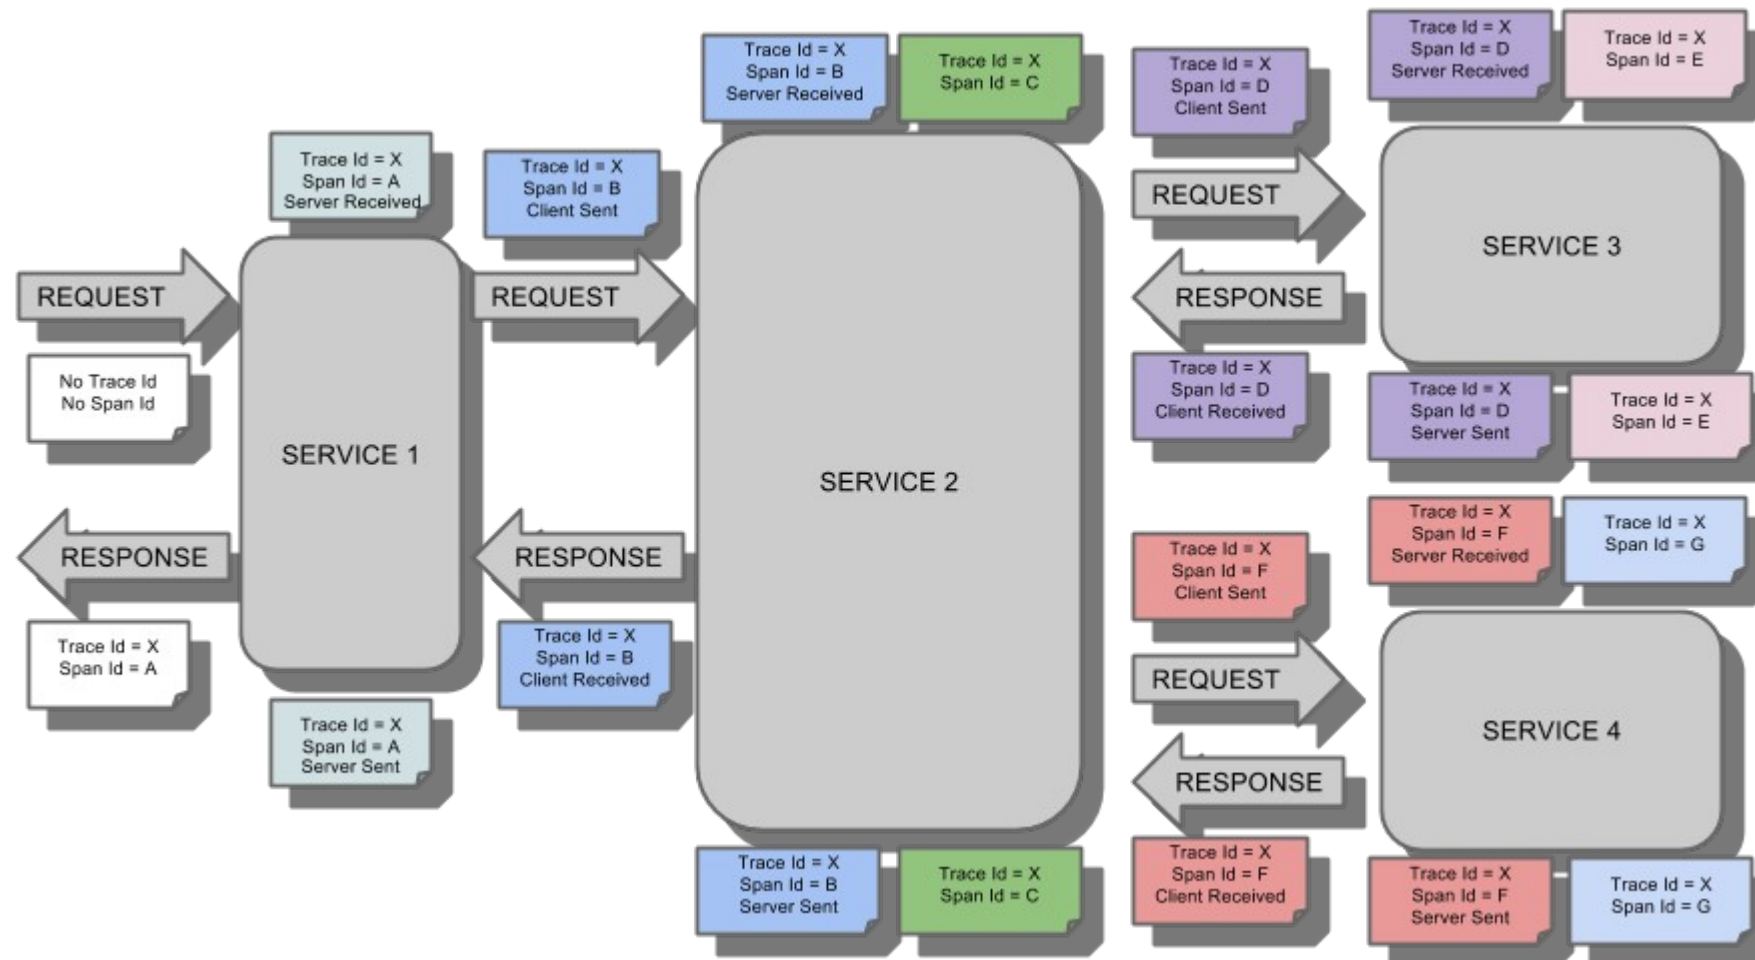 Trace Id = X
Span Id = D
Server Received
Trace Id = X
Span Id = E
Trace Id = X
Span Id = B
Server Received
Trace Id = X
Span Id = C
Trace Id = X
Span Id = D
Client Sent
Trace Id = X
Span Id = A
Server Received
Trace Id = X
Span Id = B
Client Sent
REQUEST
SERVICE 3
REQUEST
REQUEST
RESPONSE
No Trace Id
No Span Id
Trace Id = X
Span Id = D
Client Received
Trace Id = X
Span Id = D
Server Sent
Trace Id = X
Span Id = E
SERVICE 1
SERVICE 2
Trace Id = X
Span Id = F
Server Received
Trace Id = X
Span Id = G
RESPONSE
RESPONSE
Trace Id = X
Span Id = F
Client Sent
Trace Id = X
Span Id = A
Trace Id = X
Span Id = B
Client Received
REQUEST
SERVICE 4
Trace Id = X
Span Id = A
Server Sent
RESPONSE
Trace Id = X
Span Id = B
Server Sent
Trace Id = X
Span Id = C
Trace Id = X
Span Id = F
Client Received
Trace Id = X
Span Id = F
Server Sent
Trace Id = X
Span Id = G